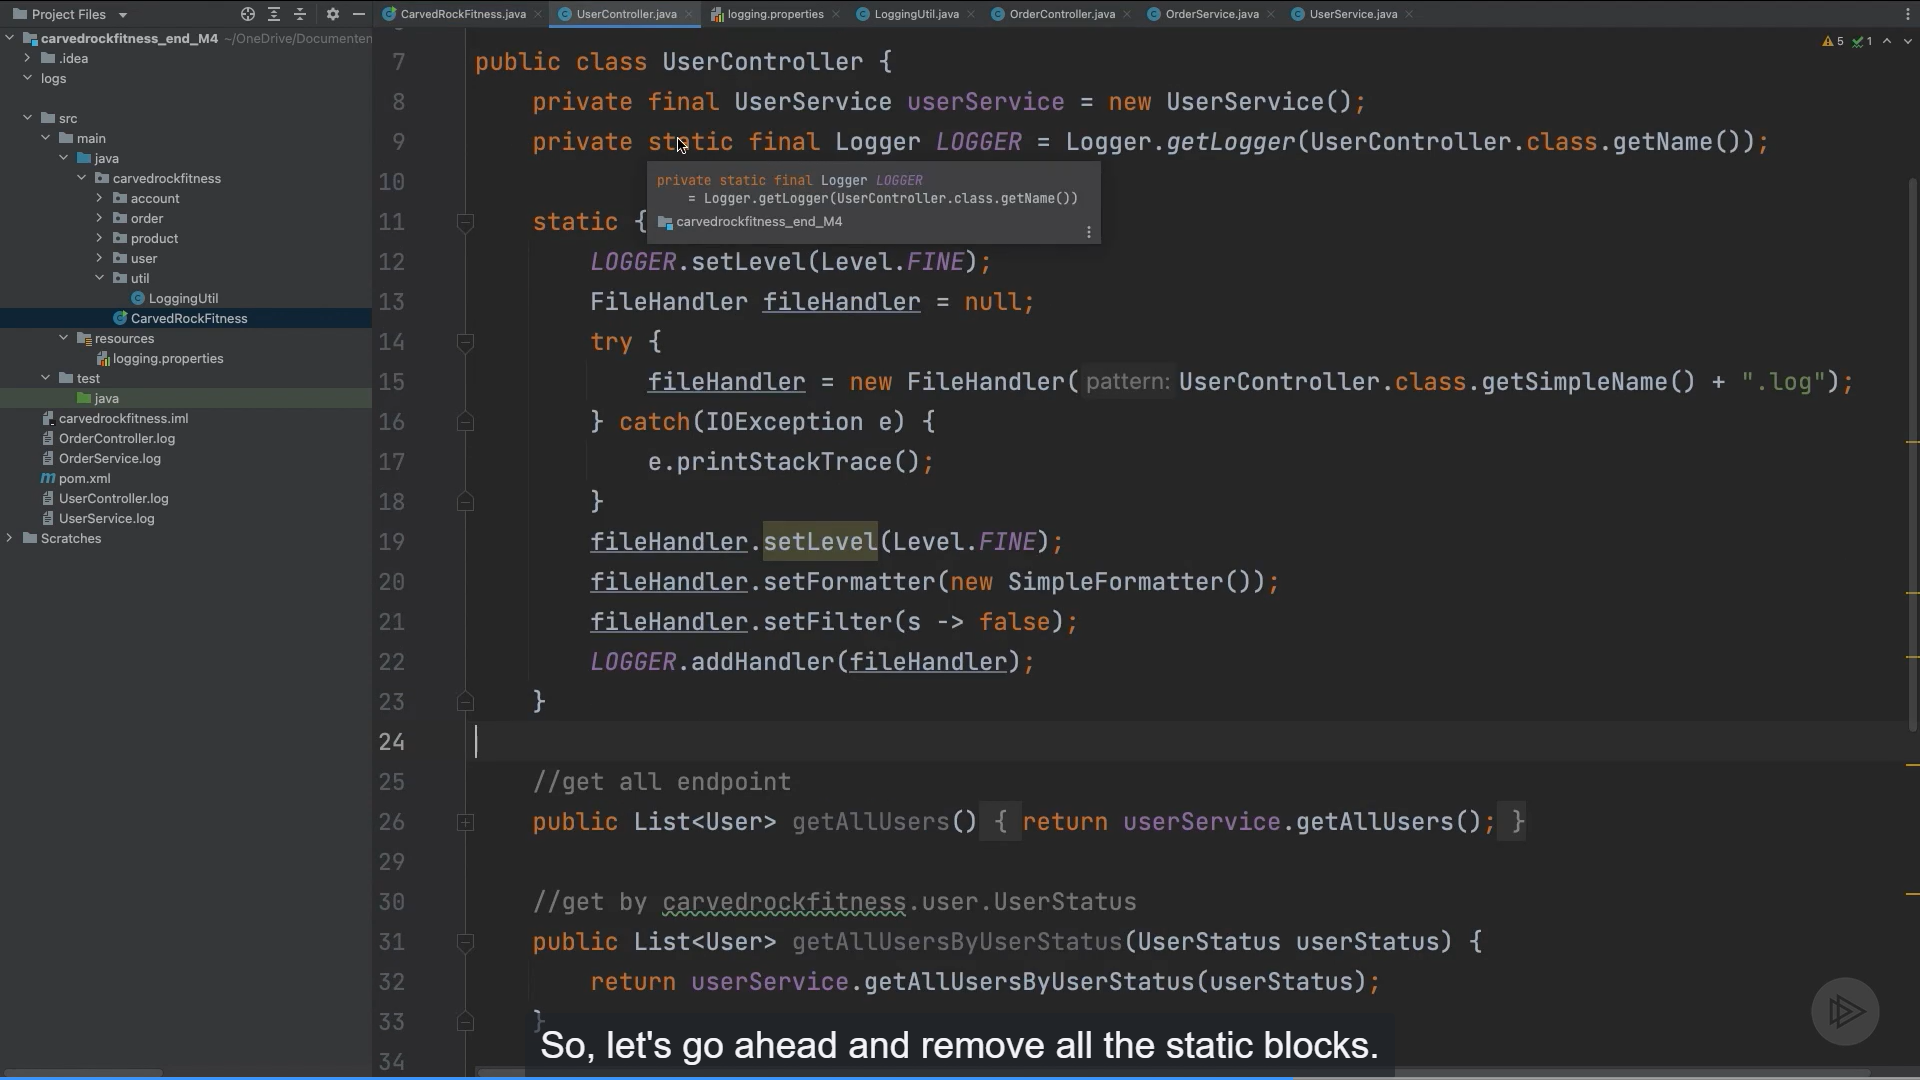 Project Files
CarvedRockFitness.java
UserController.java
logging.properties
LoggingUtil.java
OrderController.java
OrderService.java
UserService.java
carvedrockfitness_end_M4 ~/OneDrive/Documenten
.idea
logs
src
main
java
carvedrockfitness
account
order
product
user
util
LoggingUtil
CarvedRockFitness
resources
logging.properties
test
java
carvedrockfitness.iml
OrderController.log
OrderService.log
pom.xml
UserController.log
UserService.log
Scratches
5 1
7 public class UserController {
8 private final UserService userService = new UserService();
9 private static final Logger LOGGER = Logger.getLogger(UserController.class.getName());
10
private static final Logger LOGGER
= Logger.getLogger(UserController.class.getName())
carvedrockfitness_end_M4
11 static {
12 LOGGER.setLevel(Level.FINE);
13 FileHandler fileHandler = null;
14 try {
15 fileHandler = new FileHandler( pattern: UserController.class.getSimpleName() + ".log");
16 } catch(IOException e) {
17 e.printStackTrace();
18 }
19 fileHandler.setLevel(Level.FINE);
20 fileHandler.setFormatter(new SimpleFormatter());
21 fileHandler.setFilter(s -> false);
22 LOGGER.addHandler(fileHandler);
23 }
24
25 //get all endpoint
26 public List<User> getAllUsers() { return userService.getAllUsers(); }
29
30 //get by carvedrockfitness.user.UserStatus
31 public List<User> getAllUsersByUserStatus(UserStatus userStatus) {
32 return userService.getAllUsersByUserStatus(userStatus);
33 }
34
So, let's go ahead and remove all the static blocks.